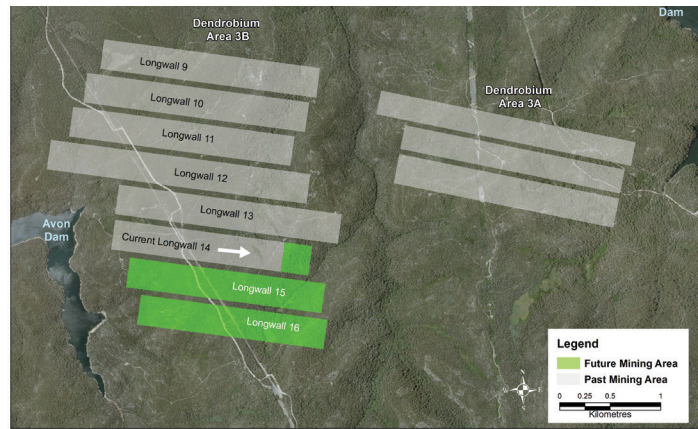 Dam
Dendrobium
Area 3B
Longwall 9
Dendrobium
Area 3A
Longwall 10
Longwall 11
Longwall 12
Longwall 13
Avon
Dam
Current Longwall 14
Longwall 15
Longwall 16
Legend
Future Mining Area
Past Mining Area
N
W E
S
0 0.25 0.5 1
Kilometres